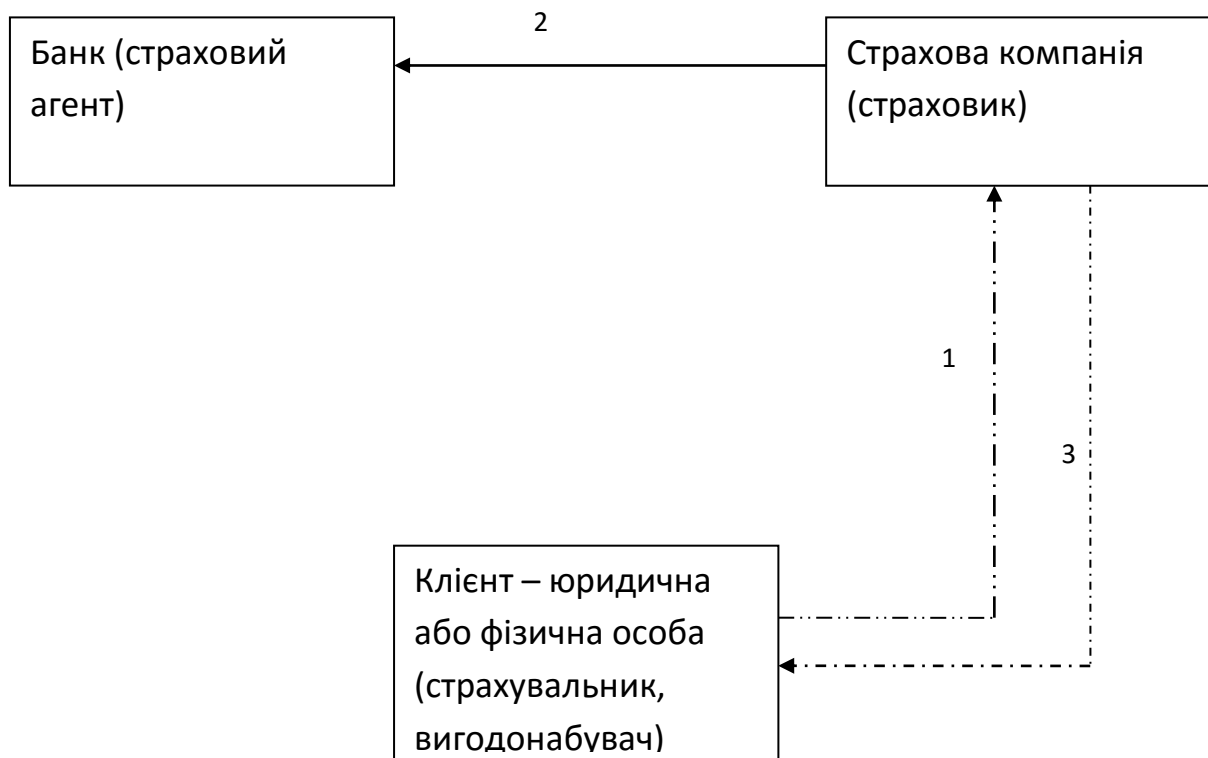 Банк (страховий
агент)
2
Страхова компанія
(страховик)
1
3
Клієнт – юридична
або фізична особа
(страхувальник,
вигодонабувач)